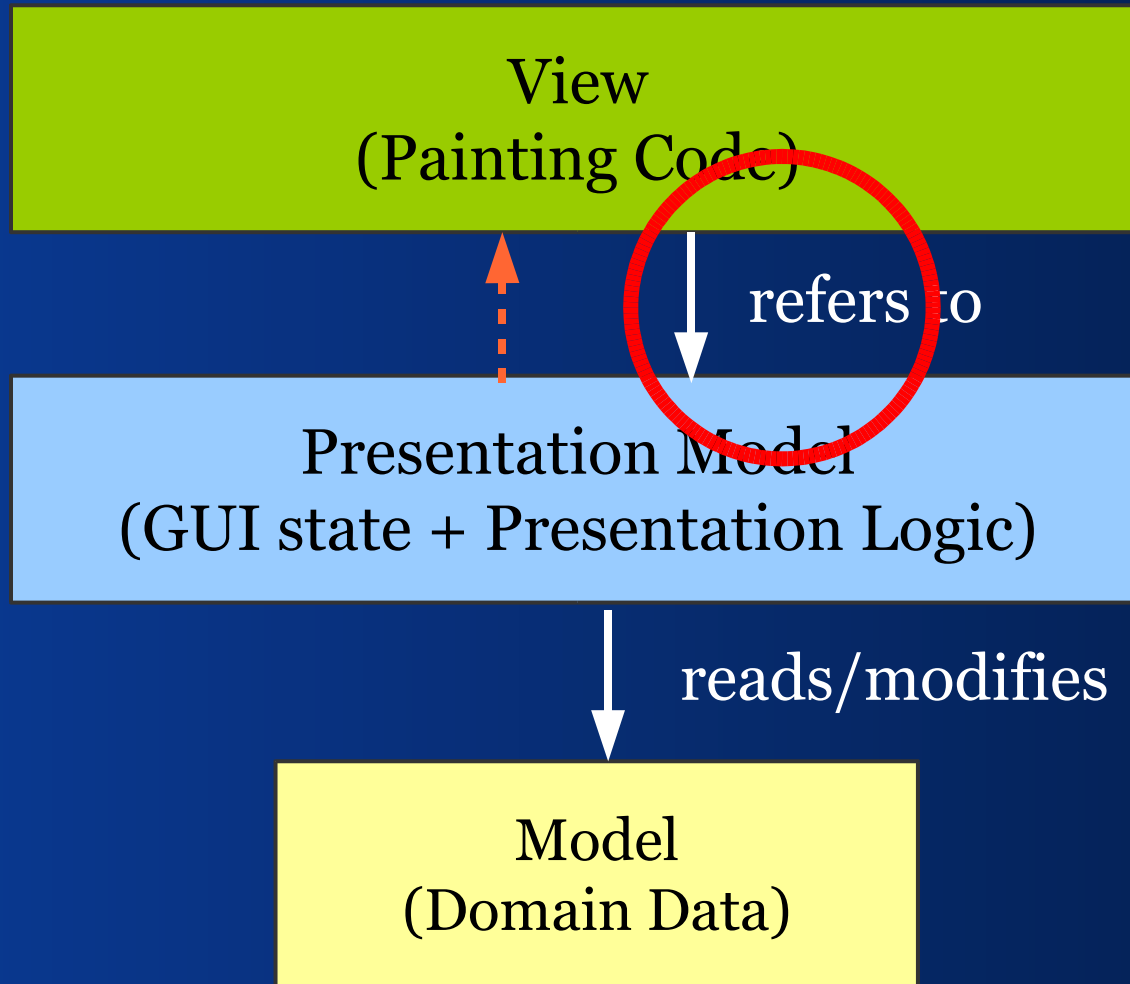 View
(Painting Code)
refers to
Presentation Model
(GUI state + Presentation Logic)
reads/modifies
Model
(Domain Data)